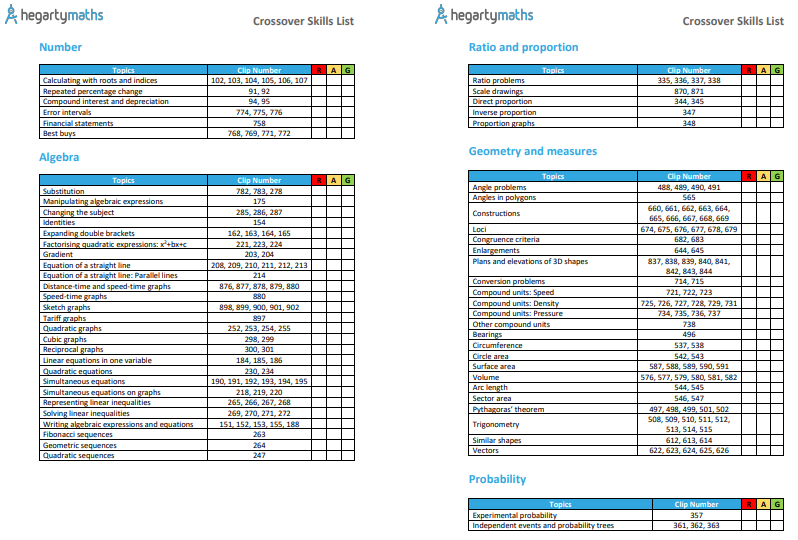 hegartymaths
Crossover Skills List
Number
Topics Clip Number R A G
Calculating with roots and indices 102, 103, 104, 105, 106, 107
Repeated percentage change 91, 92
Compound interest and depreciation 94, 95
Error intervals 774, 775, 776
Financial statements 758
Best buys 768, 769, 771, 772
Algebra
Topics Clip Number R A G
Substitution 782, 783, 278
Manipulating algebraic expressions 175
Changing the subject 285, 286, 287
Identities 154
Expanding double brackets 162, 163, 164, 165
Factorising quadratic expressions: x²+bx+c 221, 223, 224
Gradient 203, 204
Equation of a straight line 208, 209, 210, 211, 212, 213
Equation of a straight line: Parallel lines 214
Distance-time and speed-time graphs 876, 877, 878, 879, 880
Speed-time graphs 880
Sketch graphs 898, 899, 900, 901, 902
Tariff graphs 897
Quadratic graphs 252, 253, 254, 255
Cubic graphs 298, 299
Reciprocal graphs 300, 301
Linear equations in one variable 184, 185, 186
Quadratic equations 230, 234
Simultaneous equations 190, 191, 192, 193, 194, 195
Simultaneous equations on graphs 218, 219, 220
Representing linear inequalities 265, 266, 267, 268
Solving linear inequalities 269, 270, 271, 272
Writing algebraic expressions and equations 151, 152, 153, 155, 188
Fibonacci sequences 263
Geometric sequences 264
Quadratic sequences 247
hegartymaths
Crossover Skills List
Ratio and proportion
Topics Clip Number R A G
Ratio problems 335, 336, 337, 338
Scale drawings 870, 871
Direct proportion 344, 345
Inverse proportion 347
Proportion graphs 348
Geometry and measures
Topics Clip Number R A G
Angle problems 488, 489, 490, 491
Angles in polygons 565
Constructions 660, 661, 662, 663, 664,
665, 666, 667, 668, 669
Loci 674, 675, 676, 677, 678, 679
Congruence criteria 682, 683
Enlargements 644, 645
Plans and elevations of 3D shapes 837, 838, 839, 840, 841,
842, 843, 844
Conversion problems 714, 715
Compound units: Speed 721, 722, 723
Compound units: Density 725, 726, 727, 728, 729, 731
Compound units: Pressure 734, 735, 736, 737
Other compound units 738
Bearings 496
Circumference 537, 538
Circle area 542, 543
Surface area 587, 588, 589, 590, 591
Volume 576, 577, 579, 580, 581, 582
Arc length 544, 545
Sector area 546, 547
Pythagoras' theorem 497, 498, 499, 501, 502
Trigonometry 508, 509, 510, 511, 512,
513, 514, 515
Similar shapes 612, 613, 614
Vectors 622, 623, 624, 625, 626
Probability
Topics Clip Number R A G
Experimental probability 357
Independent events and probability trees 361, 362, 363